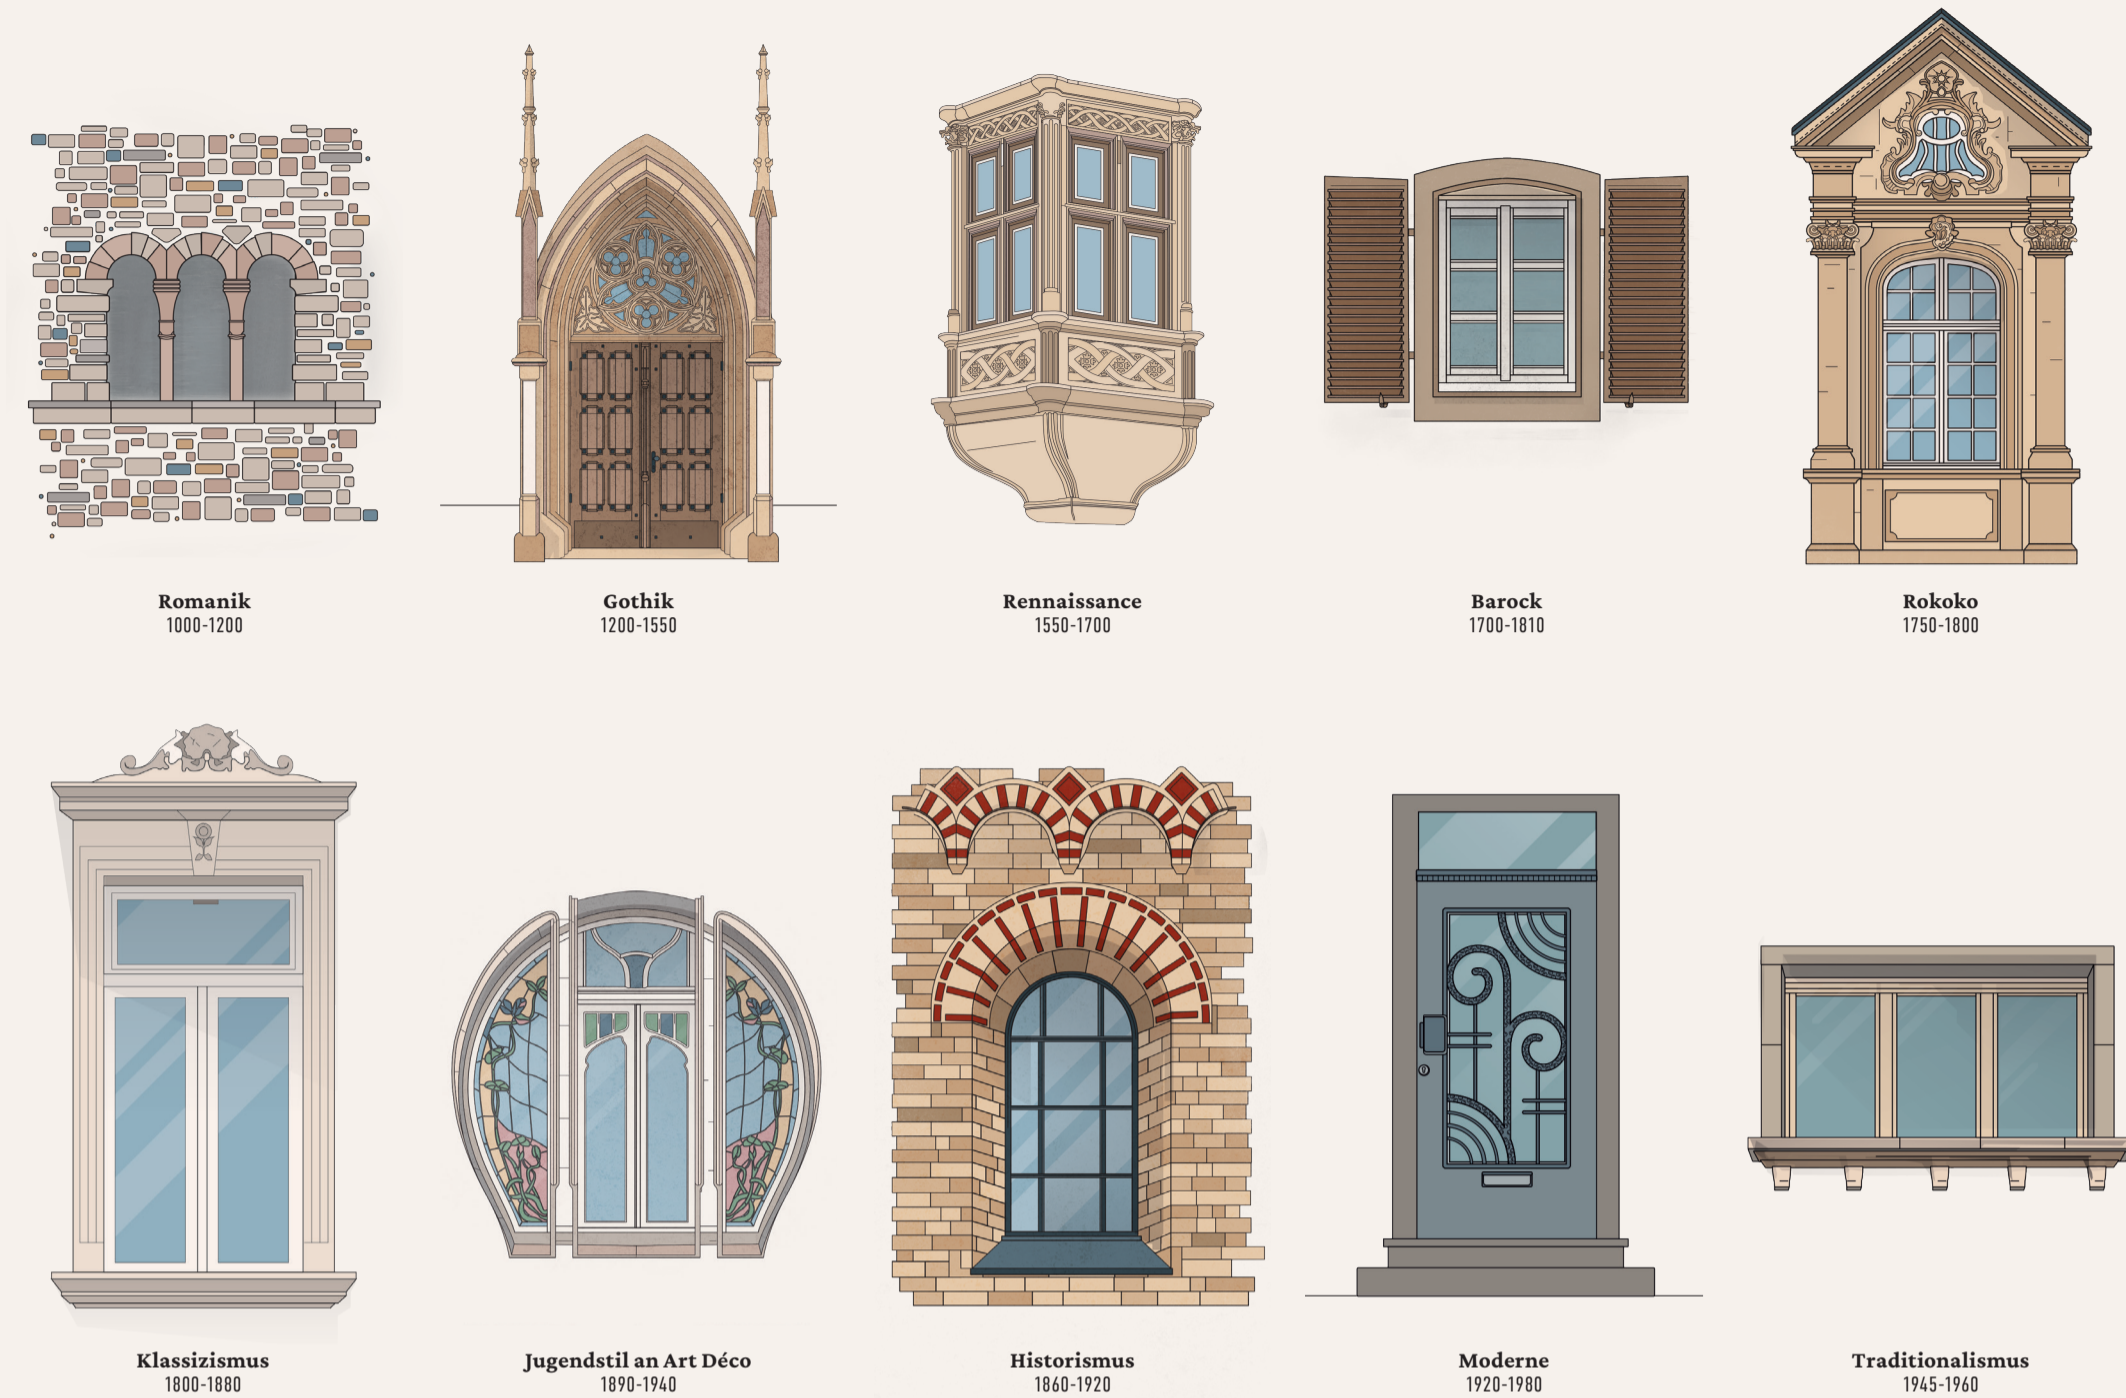 Romanik
1000-1200
Gothik
1200-1550
Rennaissance
1550-1700
Barock
1700-1810
Rokoko
1750-1800
Klassizismus
1800-1880
Jugendstil an Art Déco
1890-1940
Historismus
1860-1920
Moderne
1920-1980
Traditionalismus
1945-1960